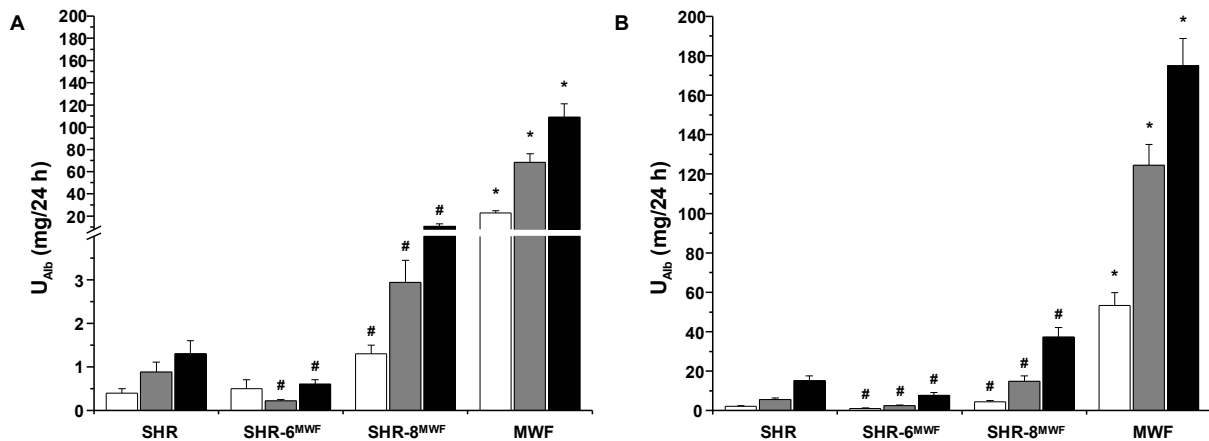 A
U_Alb (mg/24 h)
200
180
160
140
120
100
80
60
40
20
3
2
1
0
* * *
# # # # #
SHR SHR-6^MWF SHR-8^MWF MWF
B
U_Alb (mg/24 h)
200
180
160
140
120
100
80
60
40
20
0
* * *
# # # # # #
SHR SHR-6^MWF SHR-8^MWF MWF